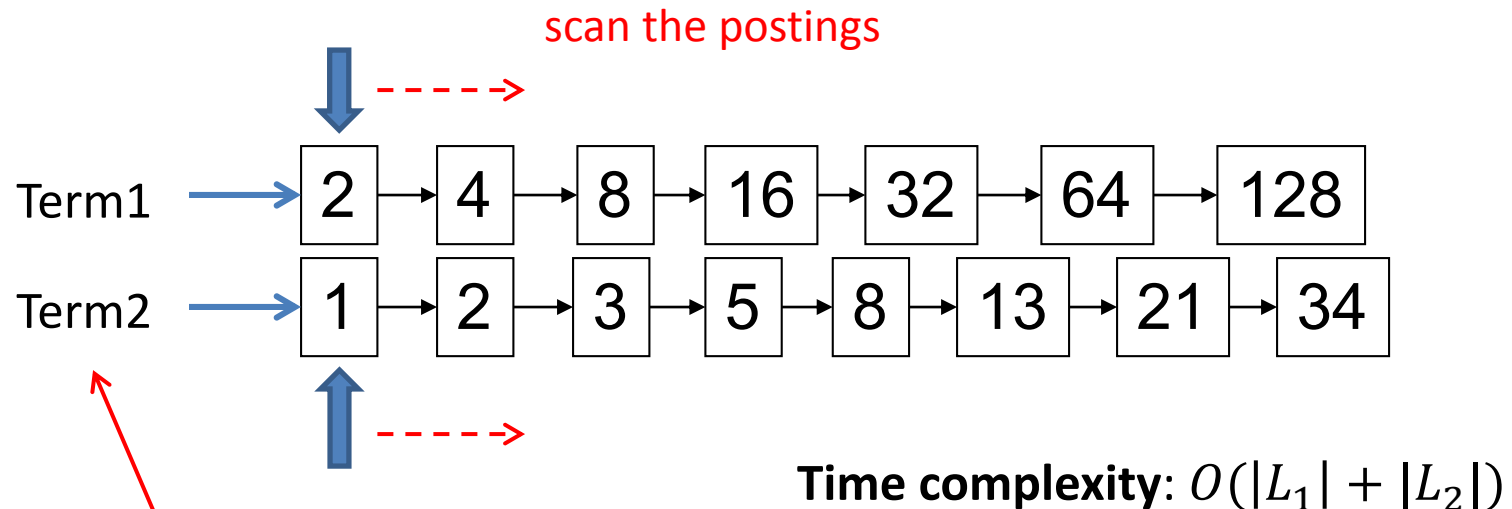 scan the postings
Term1 2 4 8 16 32 64 128
Term2 1 2 3 5 8 13 21 34
Time complexity: O(|L₁| + |L₂|)